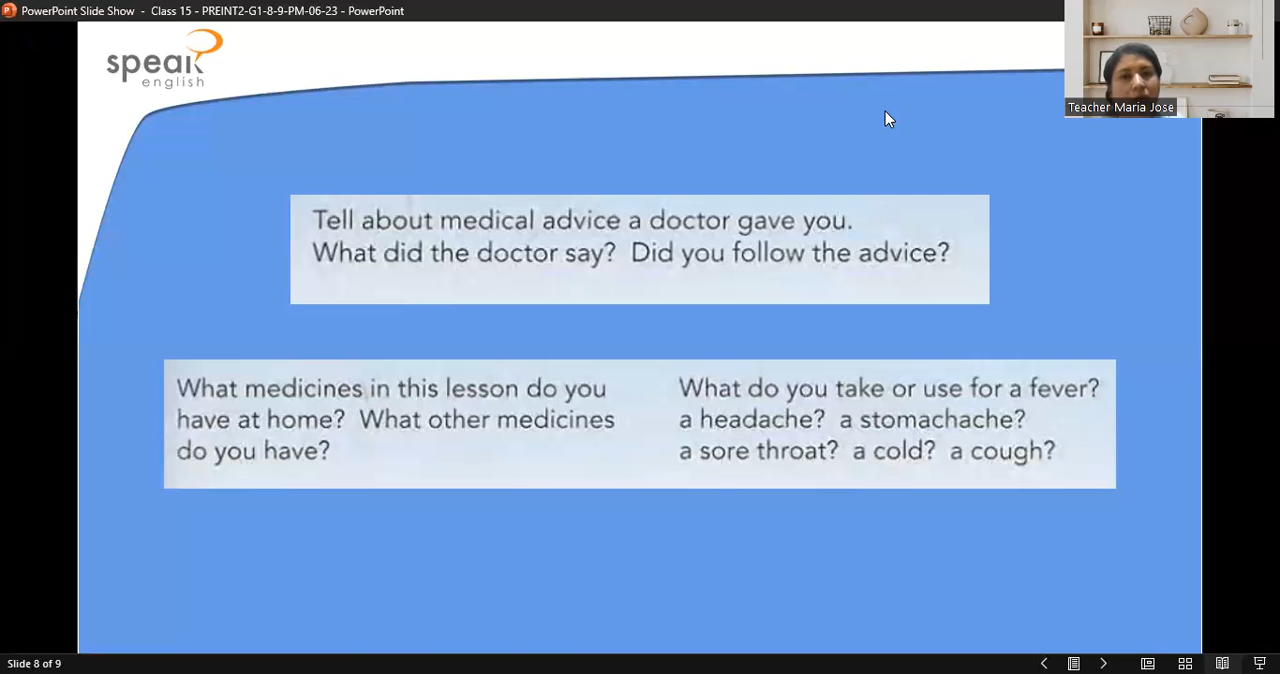 PowerPoint Slide Show - Class 15 - PREINT2-G1-8-9-PM-06-23 - PowerPoint
speak
english
Teacher Maria Jose
Tell about medical advice a doctor gave you.
What did the doctor say? Did you follow the advice?
What medicines in this lesson do you
have at home? What other medicines
do you have?
What do you take or use for a fever?
a headache? a stomachache?
a sore throat? a cold? a cough?
Slide 8 of 9